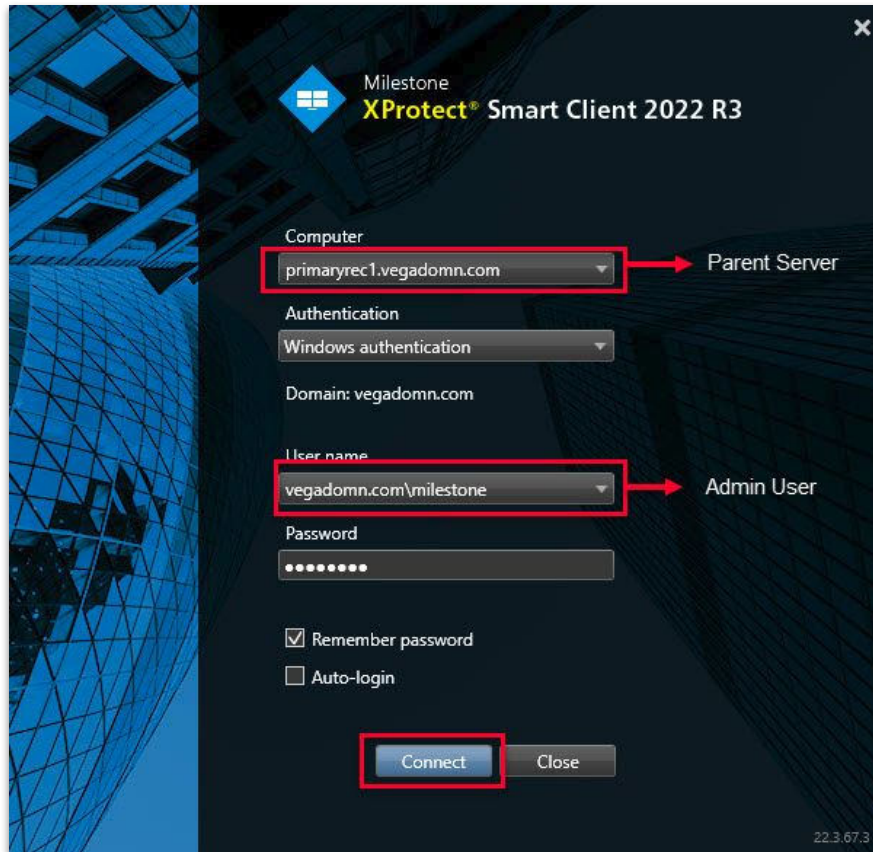 Milestone
XProtect® Smart Client 2022 R3
Computer
primaryrec1.vegadomn.com
Parent Server
Authentication
Windows authentication
Domain: vegadomn.com
User name
vegadomn.com\milestone
Admin User
Password
••••••••
Remember password
Auto-login
Connect
Close
22.3.67.3